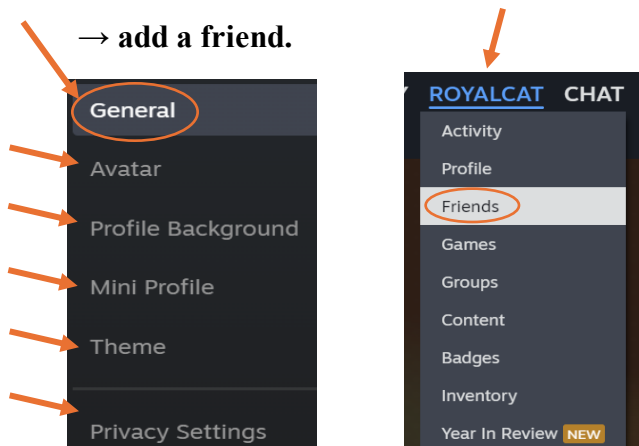 → add a friend.
General
Avatar
Profile Background
Mini Profile
Theme
Privacy Settings
ROYALCAT CHAT
Activity
Profile
Friends
Games
Groups
Content
Badges
Inventory
Year In Review NEW